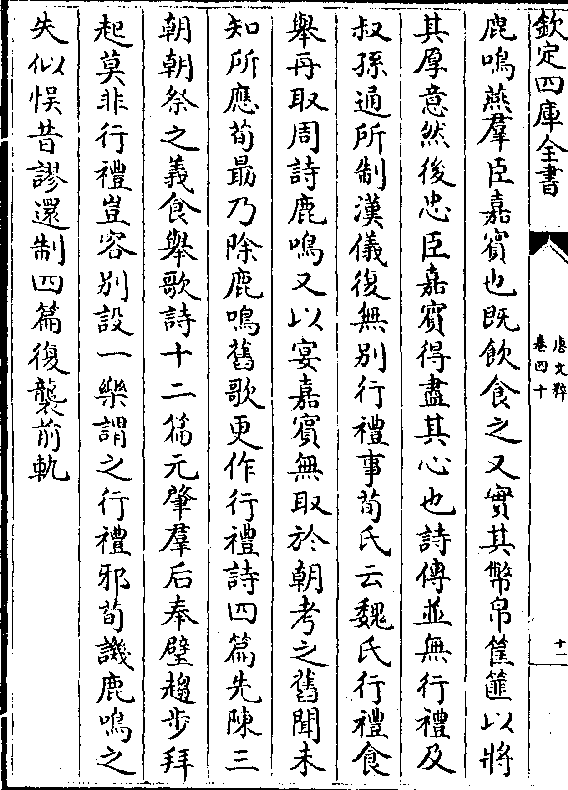 欽定四庫全書
唐文粹
卷四十
十二
鹿鳴燕羣臣嘉賓也既飲食之又實其幣帛筐篚以將
其厚意然後忠臣嘉賓得盡其心也詩傳並無行禮及
叔孫通所制漢儀復無別行禮事荀氏云魏氏行禮食
舉再取周詩鹿鳴又以宴嘉賓無取於朝考之舊聞未
知所應荀勗乃除鹿鳴舊歌更作行禮詩四篇先陳三
朝朝祭之義食舉歌詩十二篇元肇羣后奉璧趨步拜
起莫非行禮豈容別設一樂謂之行禮邪荀譏鹿鳴之
失似悞昔謬還制四篇復襲前軌